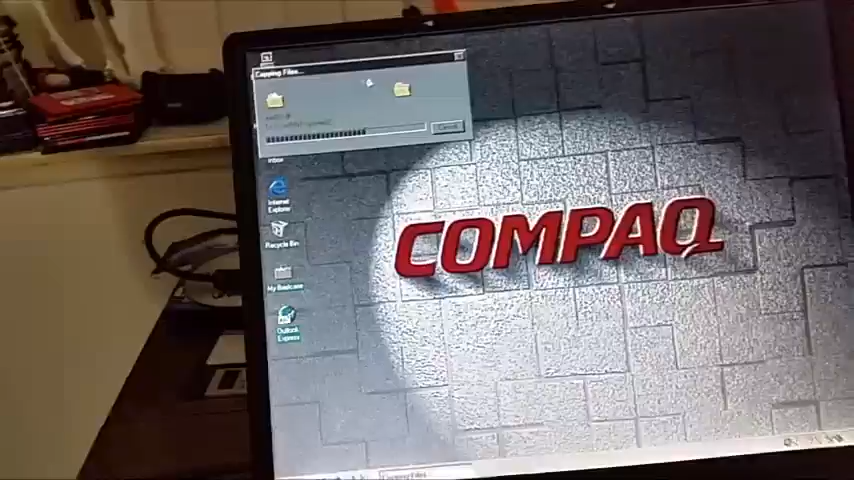 Copying Files...
Cancel
Inbox
Internet
Explorer
Recycle Bin
My Briefcase
Outlook
Express
COMPAQ
Copying Files